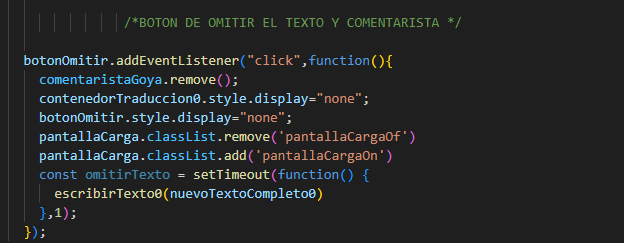 /*BOTON DE OMITIR EL TEXTO Y COMENTARISTA */
botonOmitir.addEventListener("click",function(){
comentaristaGoya.remove();
contenedorTraduccion0.style.display="none";
botonOmitir.style.display="none";
pantallaCarga.classList.remove('pantallaCargaOf')
pantallaCarga.classList.add('pantallaCargaOn')
const omitirTexto = setTimeout(function() {
escribirTexto0(nuevoTextoCompleto0)
},1);
});